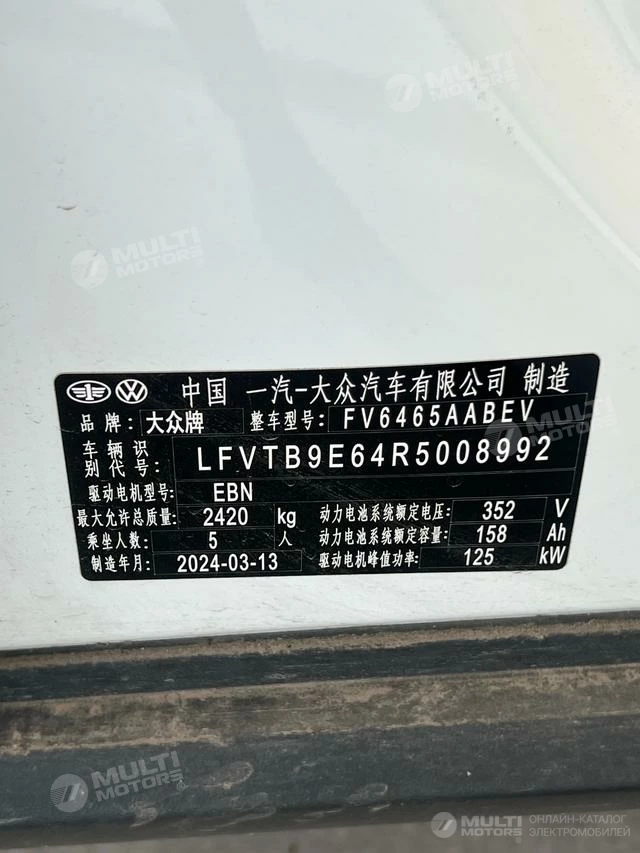 MULTI
MOTORS
MULTI
MOTORS
中国 一汽-大众汽车有限公司 制造
品 牌: 大众牌 整车型号: FV6465AABEV
车 辆 识
别 代 号: LFVTB9E64R5008992
驱动电机型号: EBN
最大允许总质量: 2420 kg 动力电池系统额定电压: 352 V
乘坐人数: 5 人 动力电池系统额定容量: 158 Ah
制造年月: 2024-03-13 驱动电机峰值功率: 125 kW
MULTI
MOTORS
MULTI
MOTORS
ОНЛАЙН-КАТАЛОГ
ЭЛЕКТРОМОБИЛЕЙ